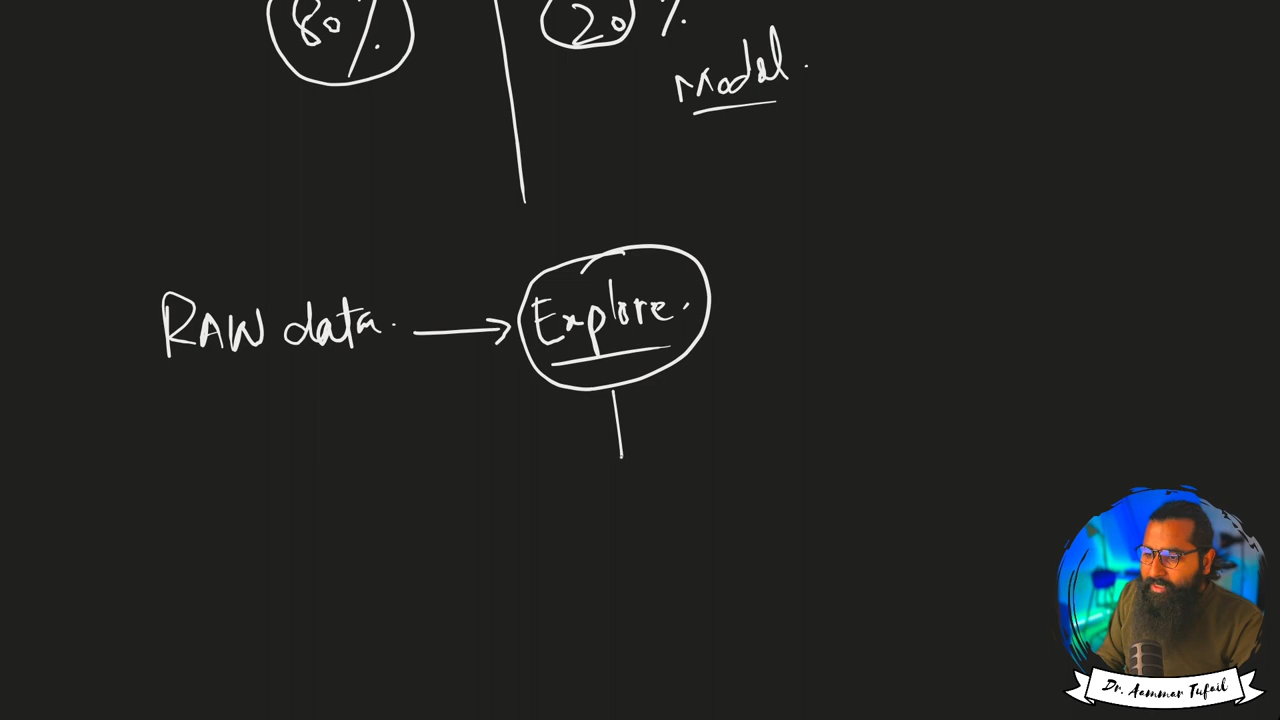 80%
20%
Model.
RAW data. → Explore.
Dr. Aammar Tufail